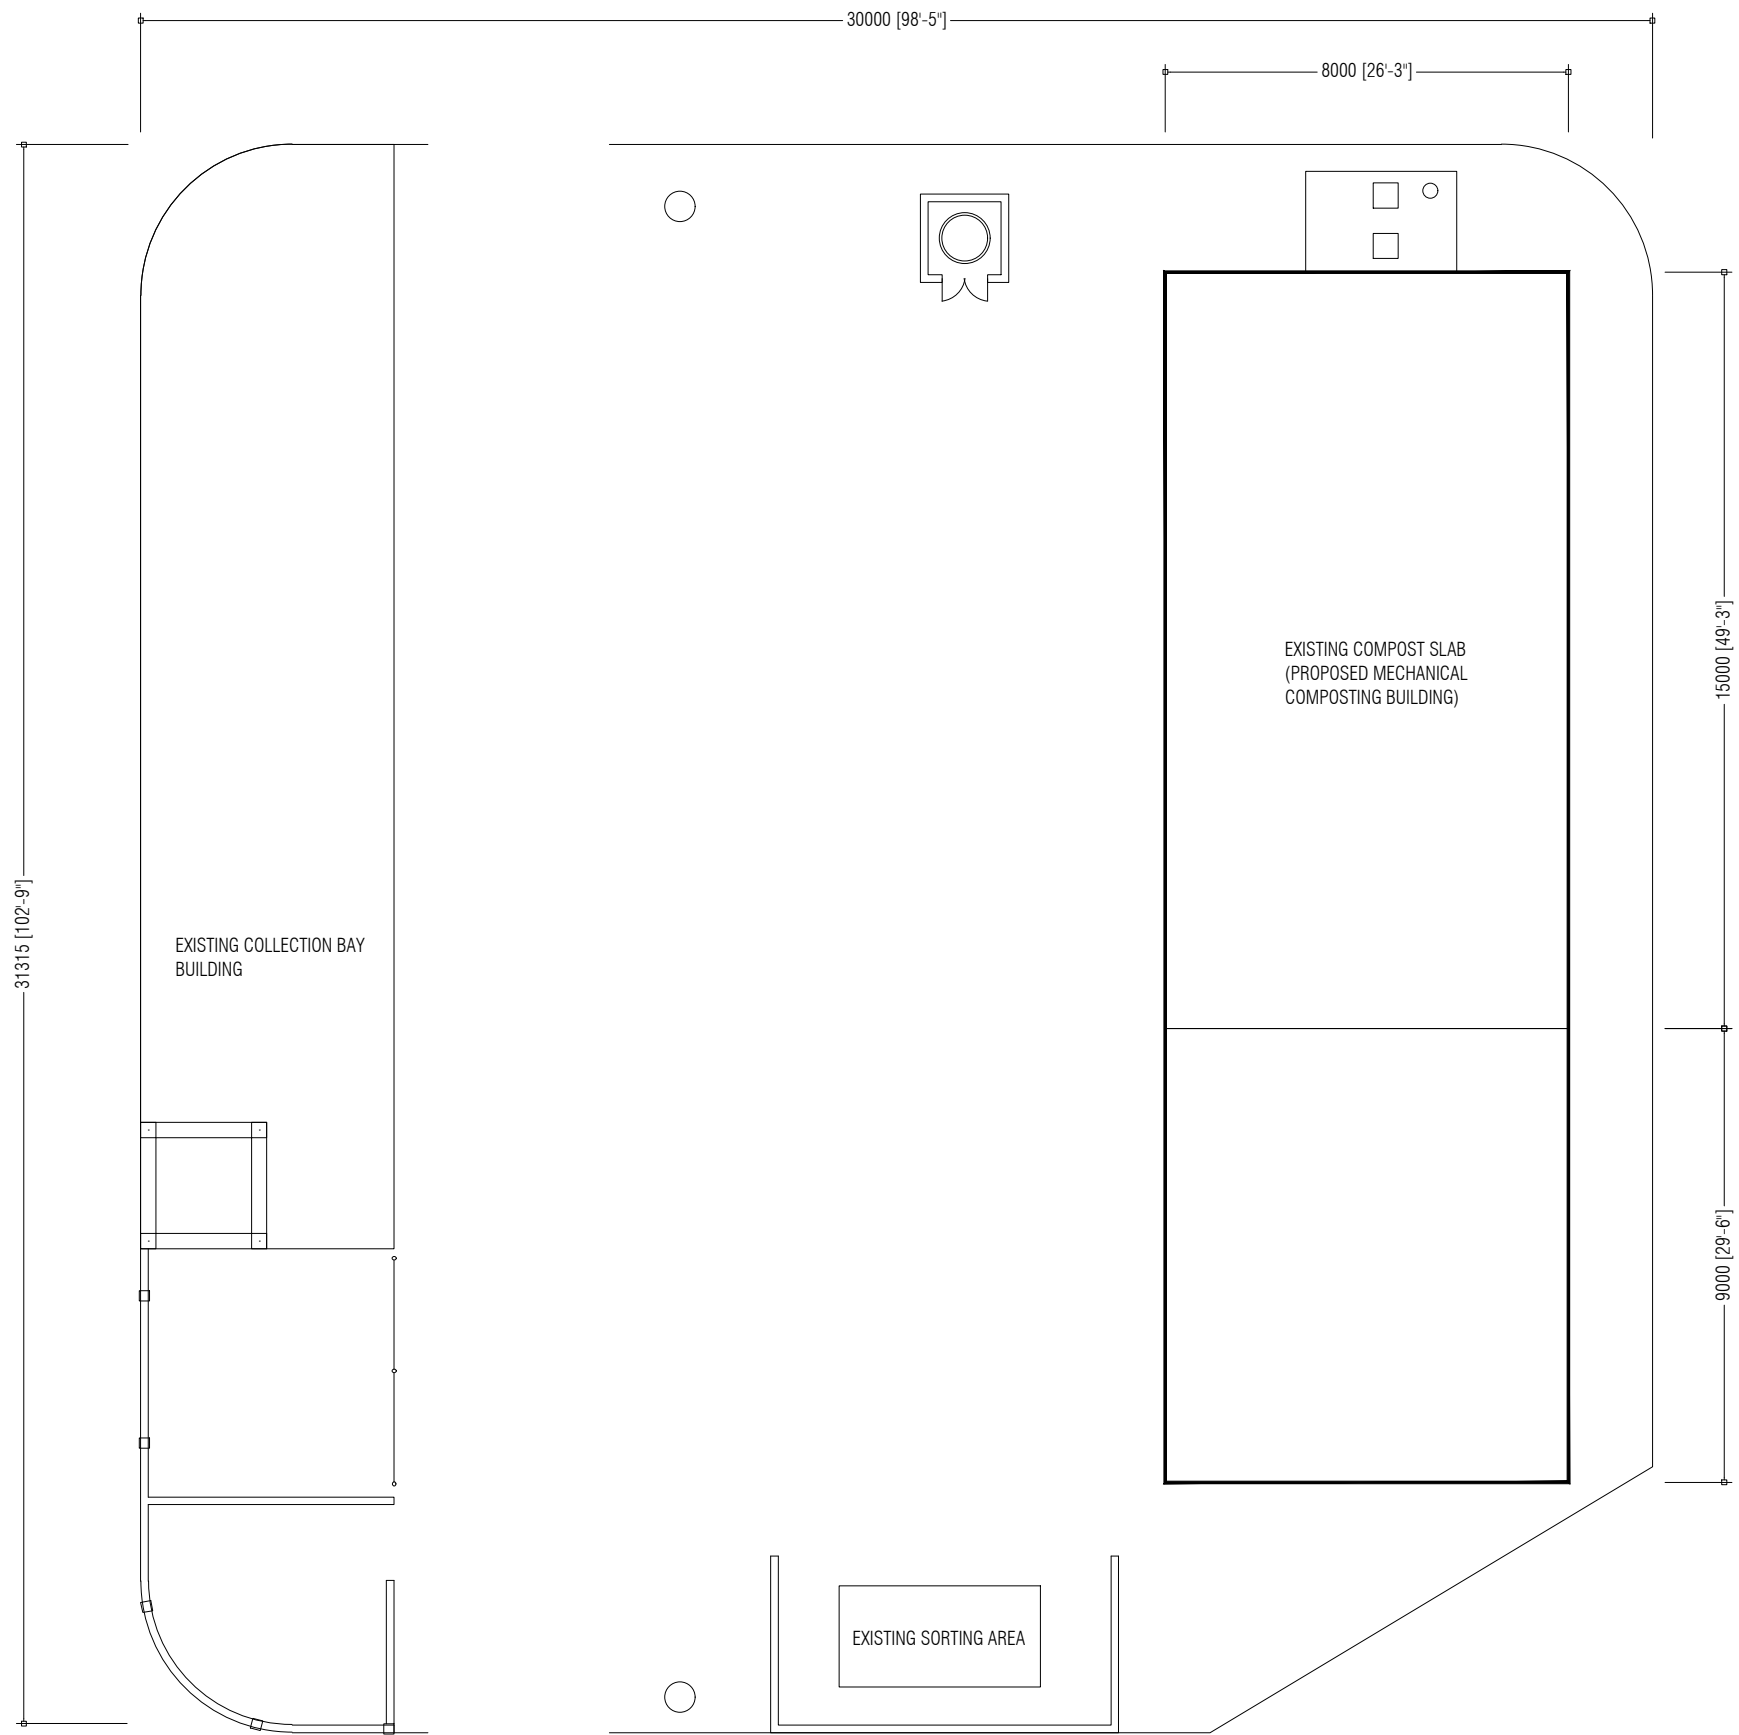 30000 [98'-5"]
8000 [26'-3"]
EXISTING COMPOST SLAB
(PROPOSED MECHANICAL
COMPOSTING BUILDING)
15000 [49'-3"]
31315 [102'-9"]
EXISTING COLLECTION BAY
BUILDING
9000 [29'-6"]
EXISTING SORTING AREA